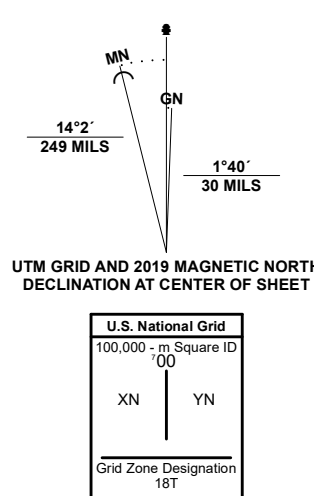 MN
GN
14°2´
249 MILS
1°40´
30 MILS
UTM GRID AND 2019 MAGNETIC NORTH
DECLINATION AT CENTER OF SHEET
U.S. National Grid
100,000 - m Square ID
⁷00
XN YN
Grid Zone Designation
18T